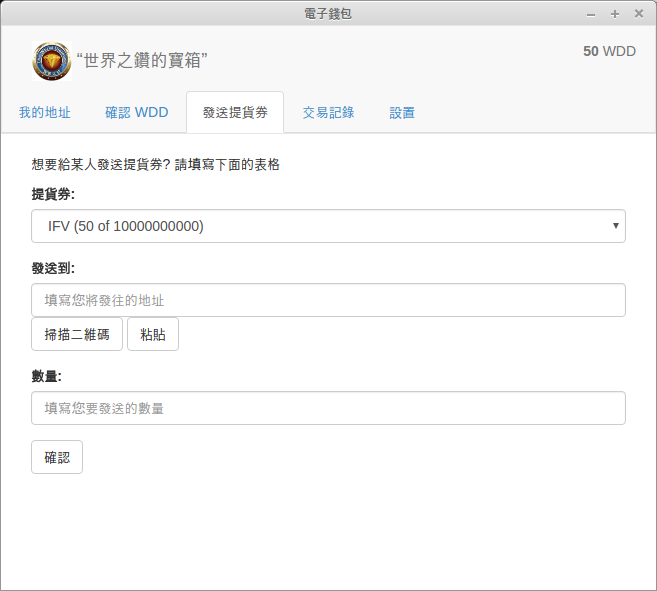 電子錢包
“世界之鑽的寶箱”
50 WDD
我的地址 確認 WDD 發送提貨券 交易記錄 設置
想要給某人發送提貨券? 請填寫下面的表格
提貨券:
IFV (50 of 10000000000)
發送到:
填寫您將發往的地址
掃描二維碼 粘貼
數量:
填寫您要發送的數量
確認